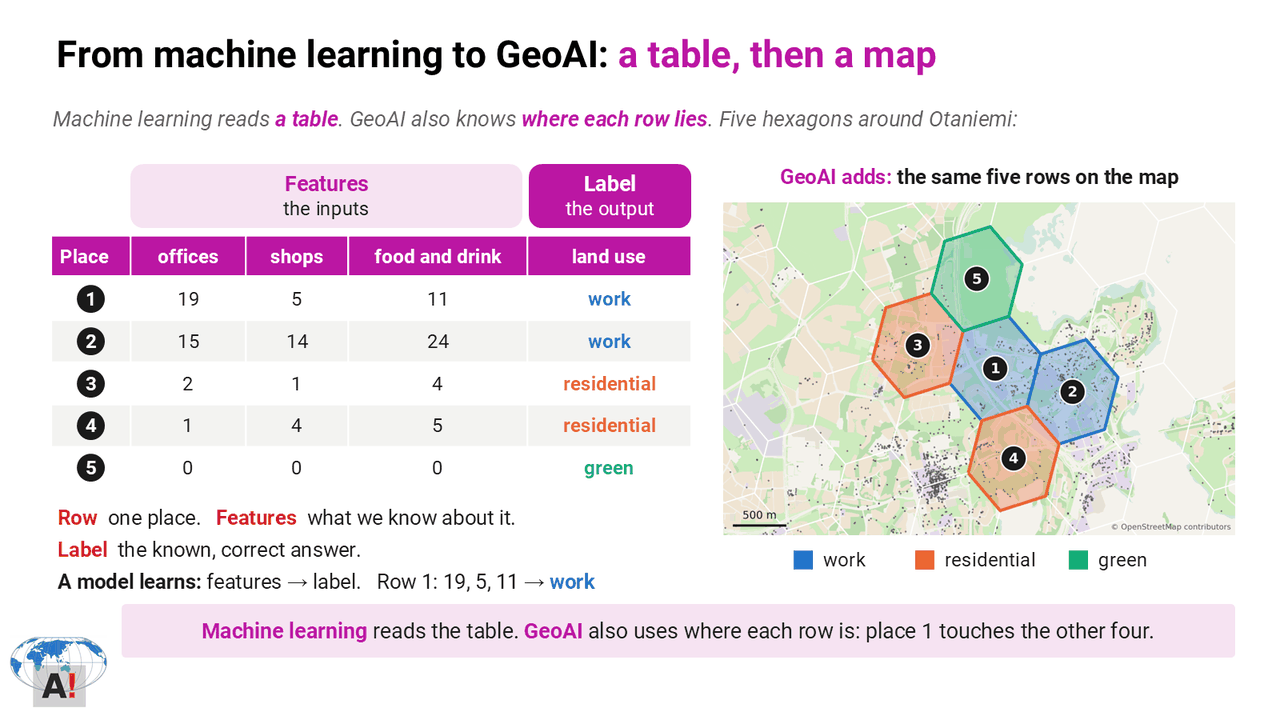 From machine learning to GeoAI: a table, then a map
Machine learning reads a table. GeoAI also knows where each row lies. Five hexagons around Otaniemi:
Features
the inputs
Label
the output
Place offices shops food and drink land use
1 19 5 11 work
2 15 14 24 work
3 2 1 4 residential
4 1 4 5 residential
5 0 0 0 green
Row one place. Features what we know about it.
Label the known, correct answer.
A model learns: features → label. Row 1: 19, 5, 11 → work
GeoAI adds: the same five rows on the map
5
3
1
2
4
500 m
© OpenStreetMap contributors
work residential green
Machine learning reads the table. GeoAI also uses where each row is: place 1 touches the other four.
A!